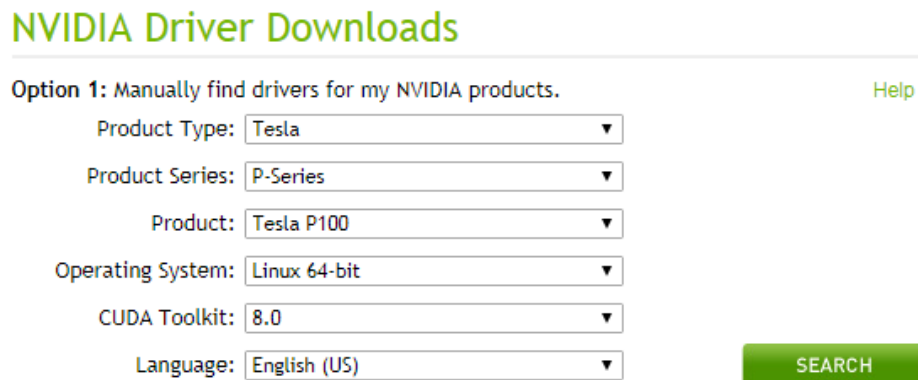 NVIDIA Driver Downloads
Option 1: Manually find drivers for my NVIDIA products. Help
Product Type: Tesla
Product Series: P-Series
Product: Tesla P100
Operating System: Linux 64-bit
CUDA Toolkit: 8.0
Language: English (US) SEARCH